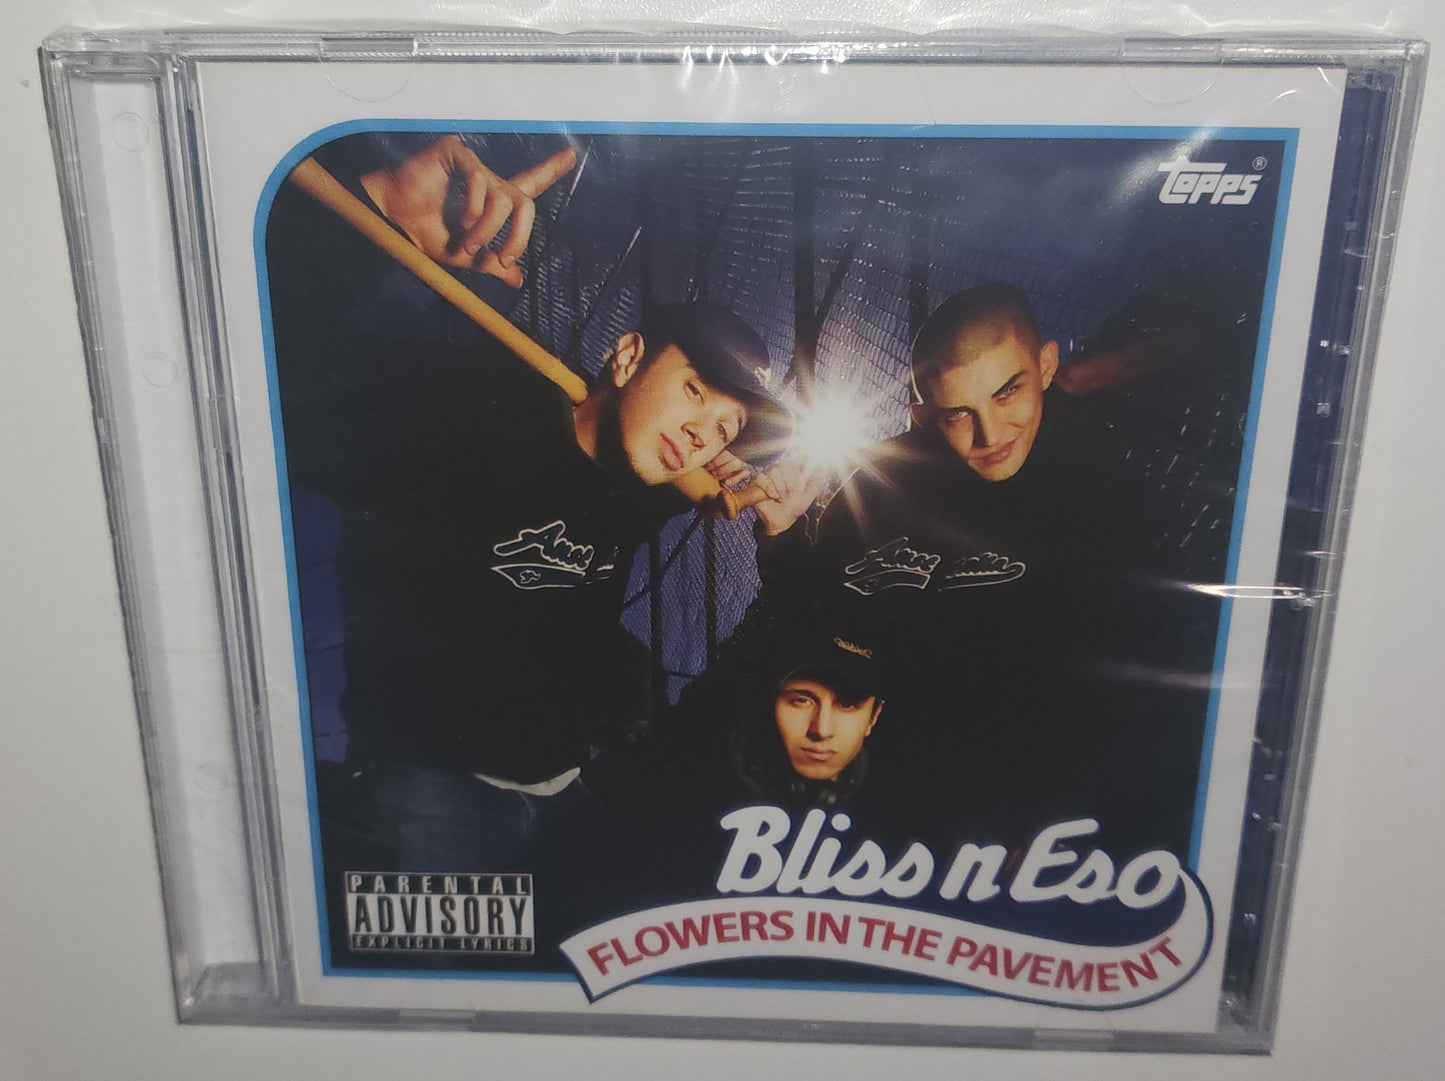 topps®
Bliss n Eso
FLOWERS IN THE PAVEMENT
PARENTAL
ADVISORY
EXPLICIT LYRICS